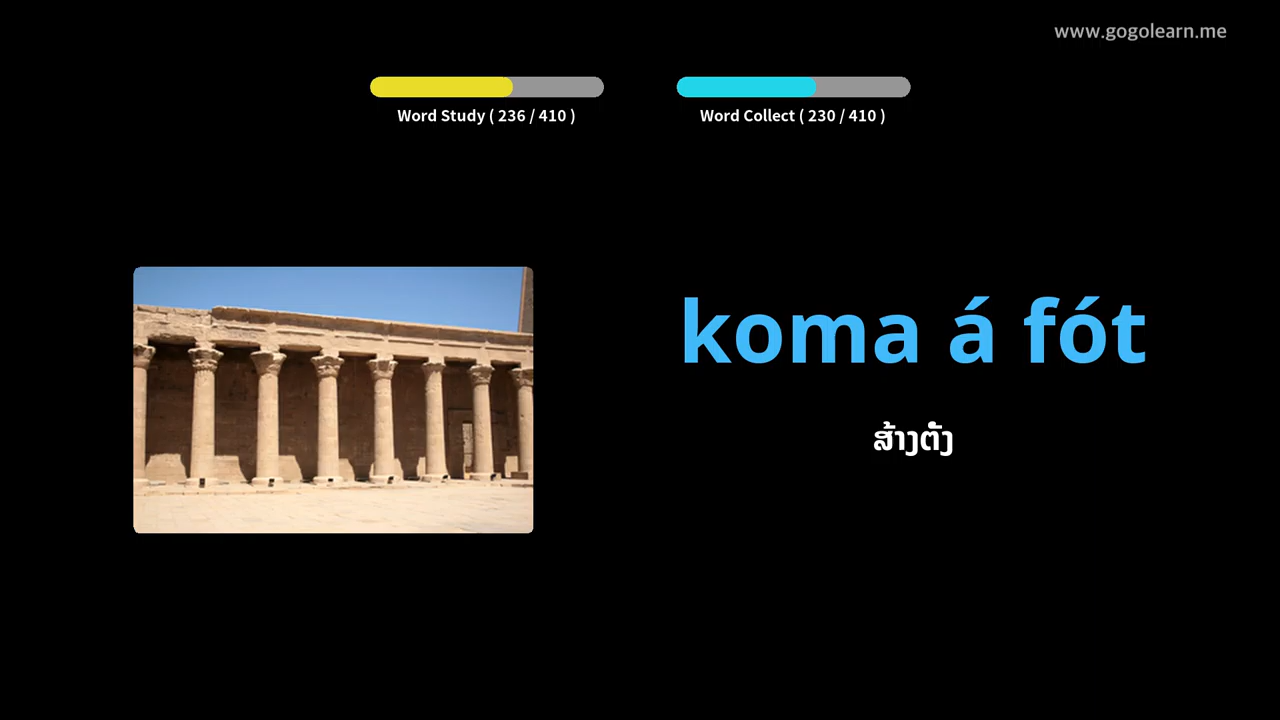 www.gogolearn.me
Word Study ( 236 / 410 )
Word Collect ( 230 / 410 )
koma á fót
ສ້າງຕັ້ງ